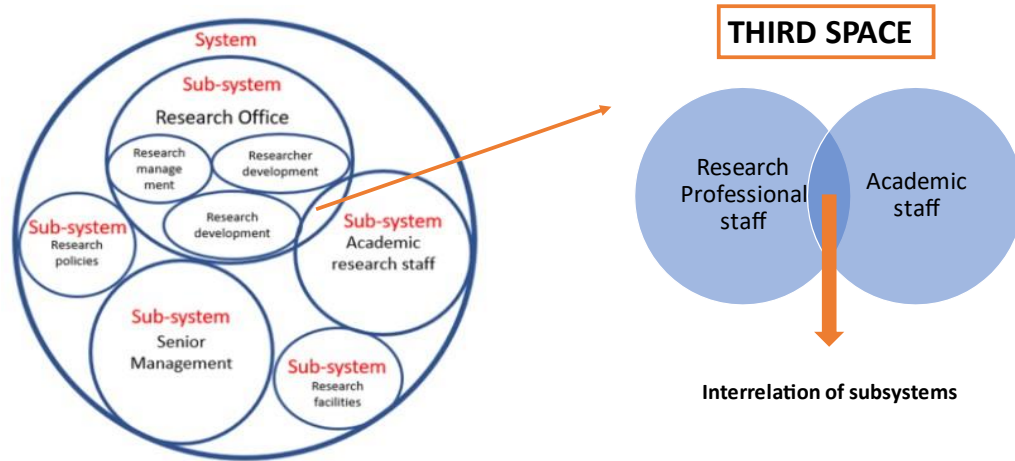 System
Sub-system
Research Office
Research
manage
ment
Researcher
development
Research
development
Sub-system
Research
policies
Sub-system
Academic
research staff
Sub-system
Senior
Management
Sub-system
Research
facilities
THIRD SPACE
Research
Professional
staff
Academic
staff
Interrelation of subsystems